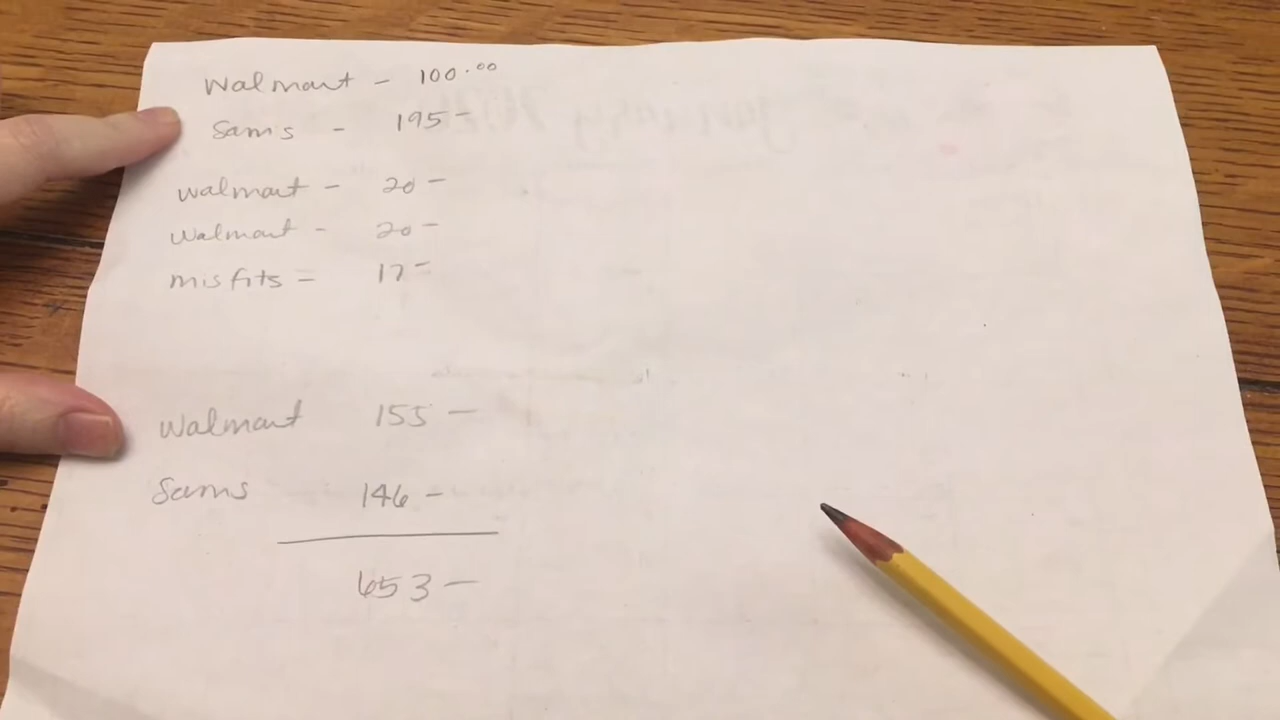 Walmart - 100.00
Sams - 195 -
Walmart - 20 -
Walmart - 20 -
misfits - 17 -
Walmart 155 -
Sams 146 -
653 -